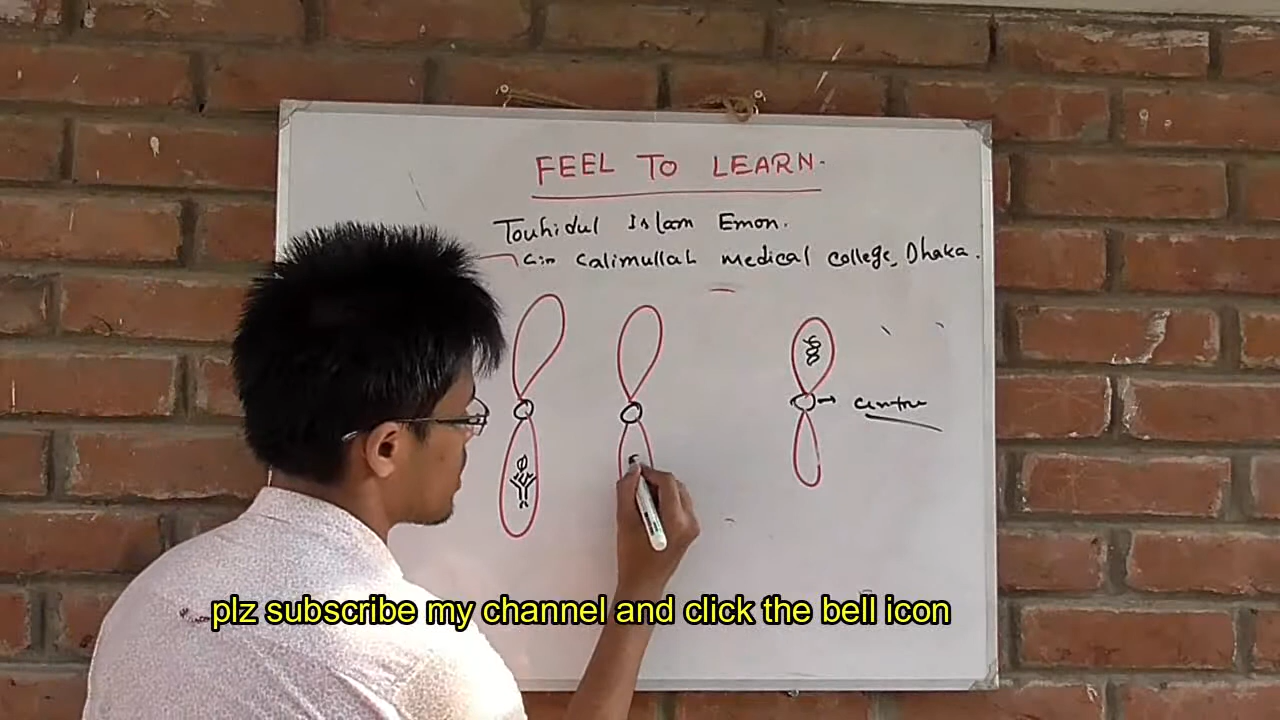 FEEL TO LEARN.
Touhidul Islam Emon.
Sir Salimullah medical college, Dhaka.
centre
plz subscribe my channel and click the bell icon